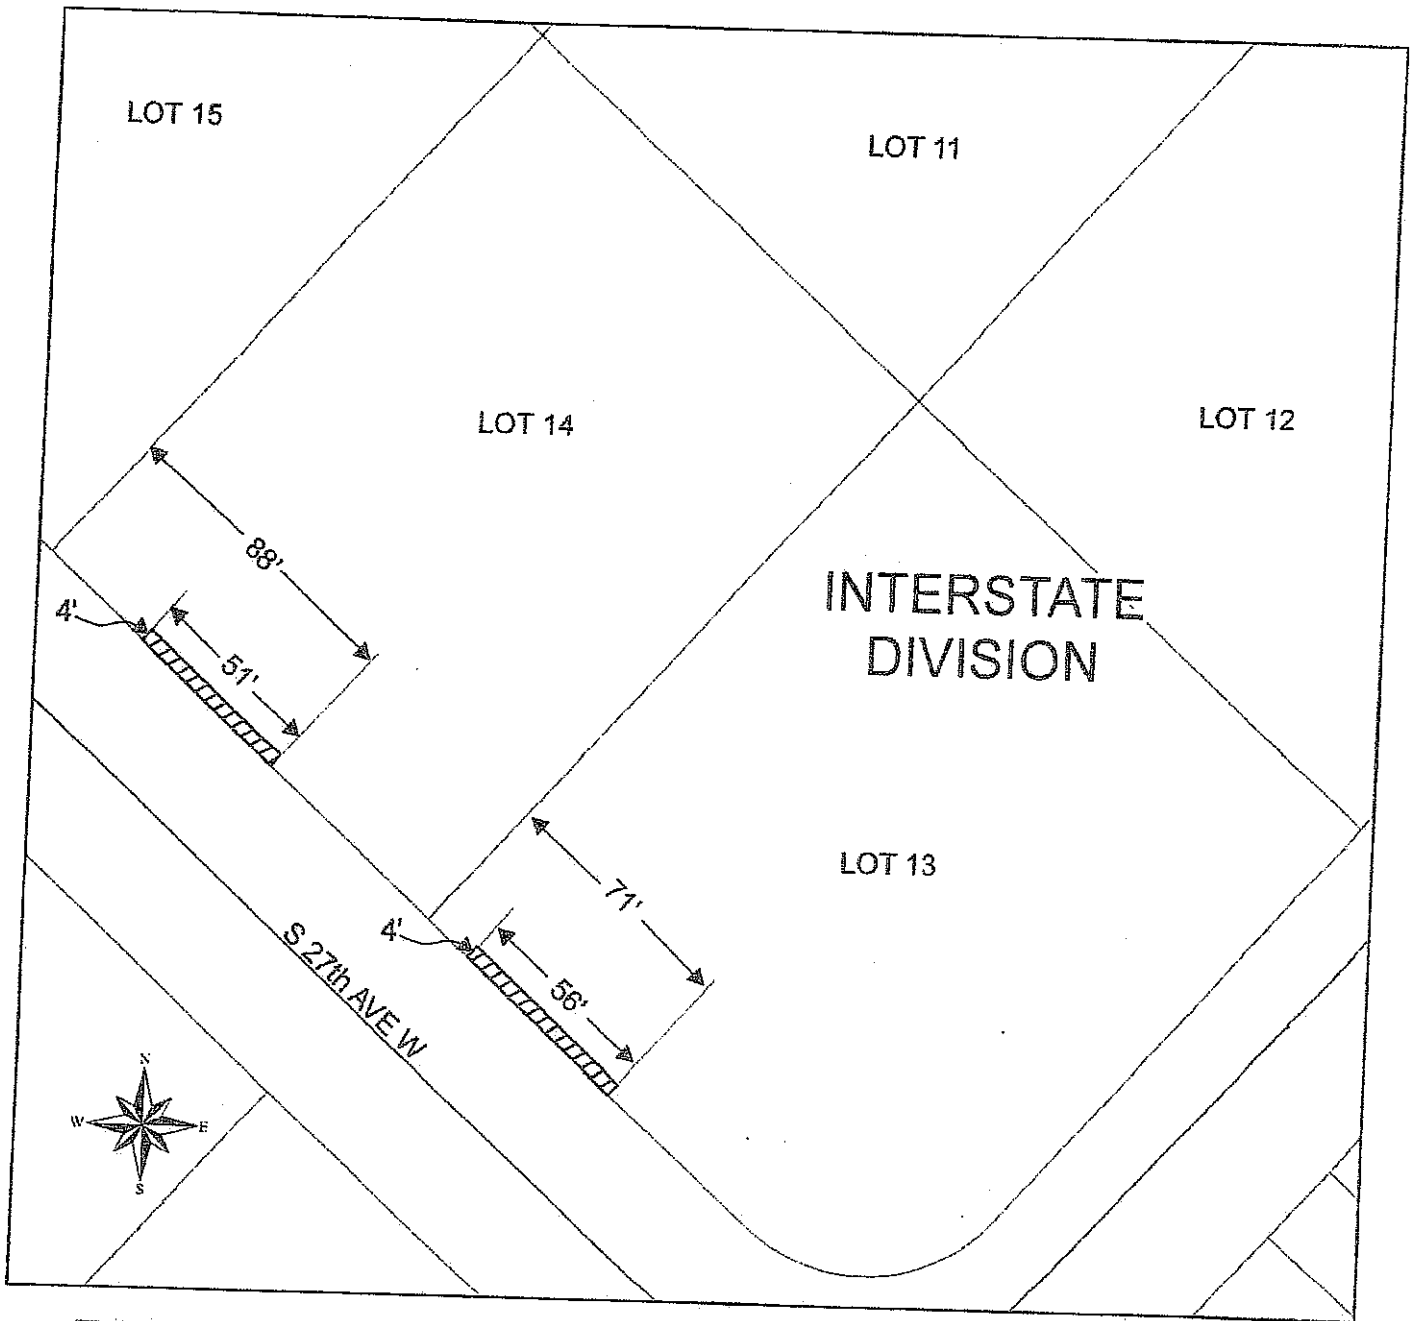 LOT 15
LOT 11
LOT 14
LOT 12
88'
INTERSTATE
DIVISION
4'
51'
LOT 13
71'
4'
56'
S 27th AVE W
N
W
E
S